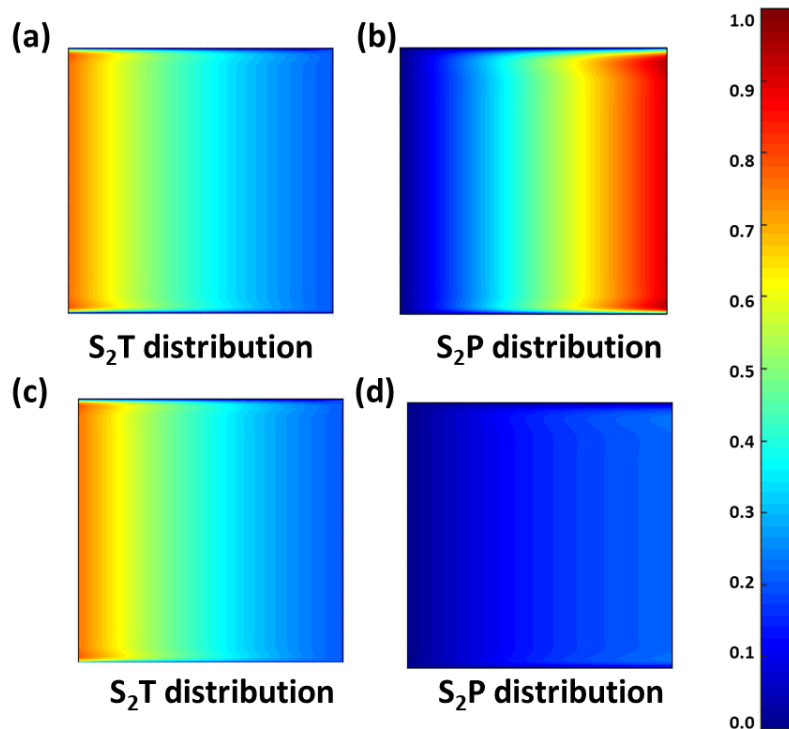 (a)
(b)
S₂T distribution
S₂P distribution
(c)
(d)
S₂T distribution
S₂P distribution
1.0
0.9
0.8
0.7
0.6
0.5
0.4
0.3
0.2
0.1
0.0